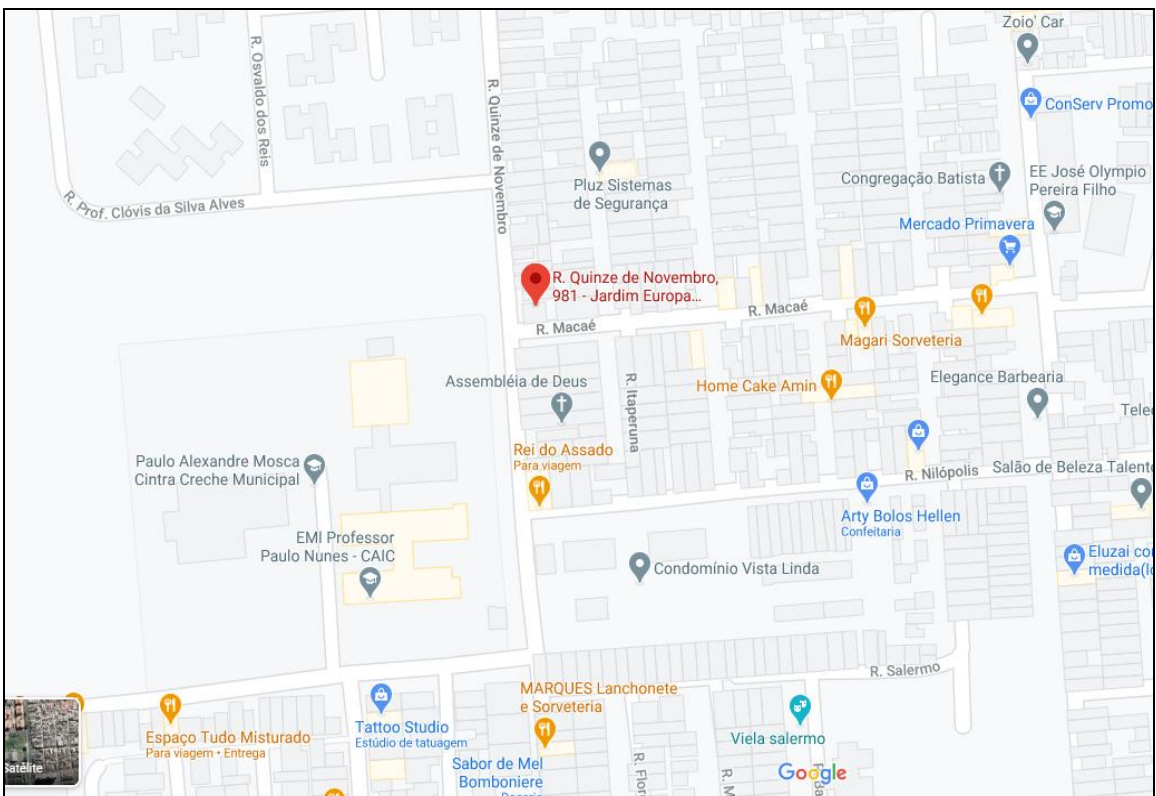 Zoio' Car
R. Osvaldo dos Reis
R. Quinze de Novembro
ConServ Promo
Pluz Sistemas
de Segurança
Congregação Batista
EE José Olympio
Pereira Filho
R. Prof. Clóvis da Silva Alves
Mercado Primavera
R. Quinze de Novembro,
981 - Jardim Europa...
R. Macaé
R. Macaé
Magari Sorveteria
Assembléia de Deus
R. Itaperuna
Home Cake Amin
Elegance Barbearia
Telec
Rei do Assado
Para viagem
Paulo Alexandre Mosca
Cintra Creche Municipal
R. Nilópolis
Salão de Beleza Talento
Arty Bolos Hellen
Confeitaria
EMI Professor
Paulo Nunes - CAIC
Condomínio Vista Linda
Eluzai co
medida(lo
R. Salermo
MARQUES Lanchonete
e Sorveteria
Tattoo Studio
Estúdio de tatuagem
Espaço Tudo Misturado
Para viagem • Entrega
Viela salermo
Sabor de Mel
Bomboniere
R. Flor
R. M
Satélite
Google